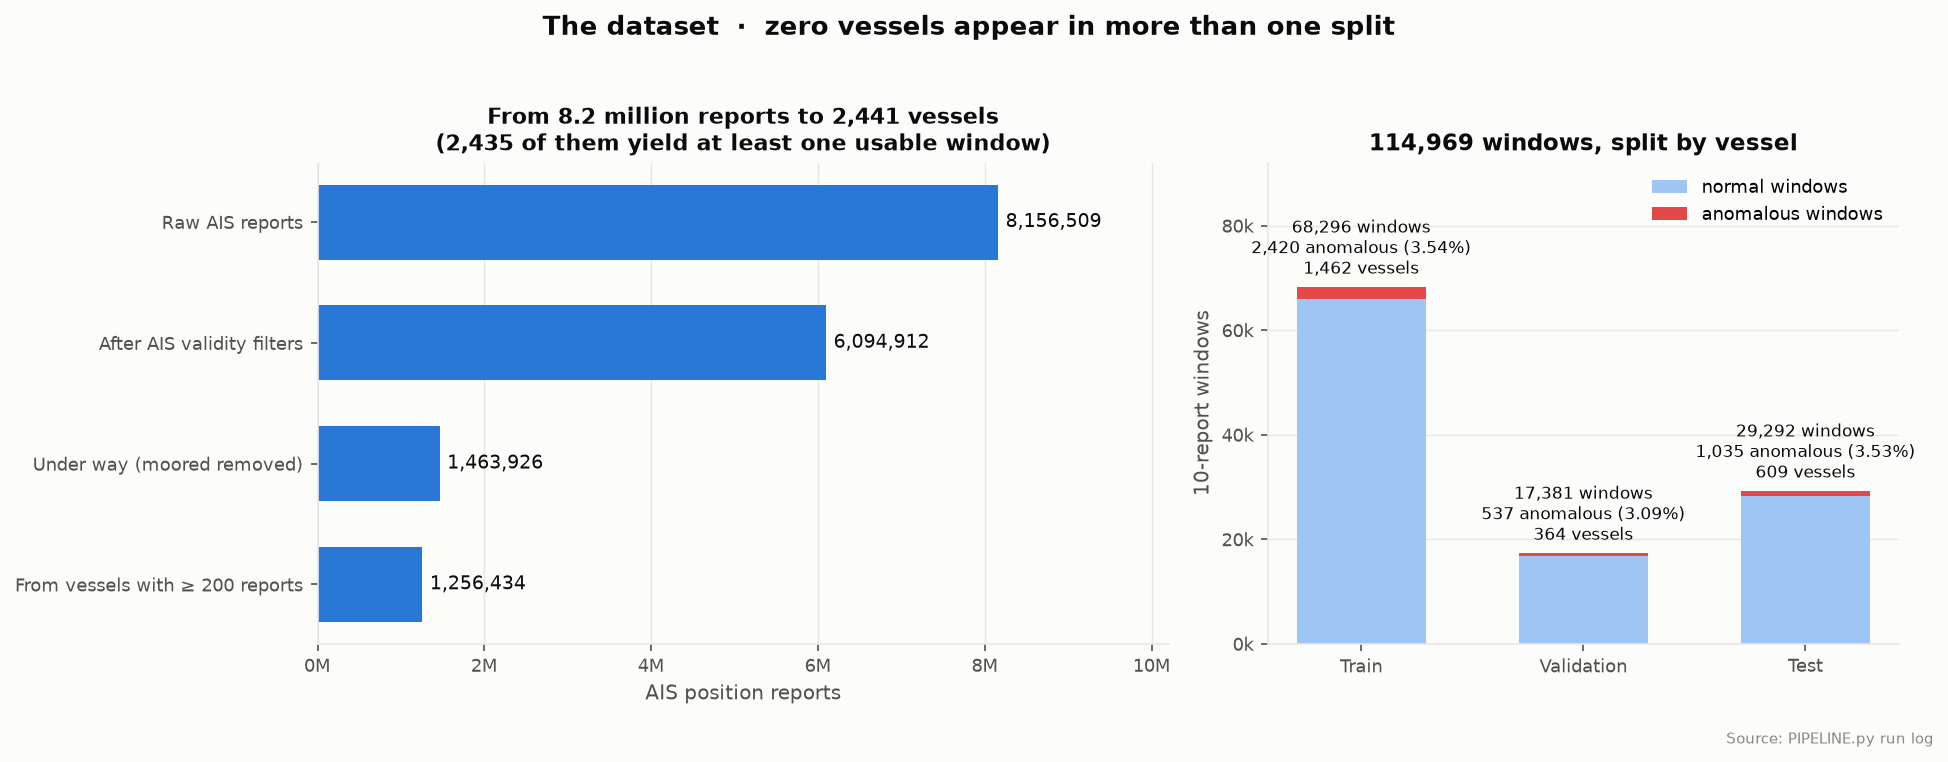 The dataset · zero vessels appear in more than one split
From 8.2 million reports to 2,441 vessels
(2,435 of them yield at least one usable window)
Raw AIS reports
8,156,509
After AIS validity filters
6,094,912
Under way (moored removed)
1,463,926
From vessels with ≥ 200 reports
1,256,434
0M
2M
4M
6M
8M
10M
AIS position reports
114,969 windows, split by vessel
normal windows
anomalous windows
10-report windows
80k
60k
40k
20k
0k
68,296 windows
2,420 anomalous (3.54%)
1,462 vessels
17,381 windows
537 anomalous (3.09%)
364 vessels
29,292 windows
1,035 anomalous (3.53%)
609 vessels
Train
Validation
Test
Source: PIPELINE.py run log